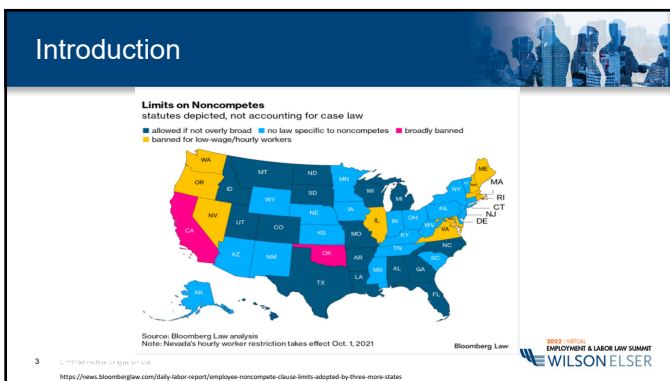 Introduction
Limits on Noncompetes
statutes depicted, not accounting for case law
allowed if not overly broad no law specific to noncompetes broadly banned
banned for low-wage/hourly workers
WA
MT
ND
MN
ME
OR
ID
SD
WI
MI
NY
MA
WY
RI
NV
NE
IA
PA
CT
IL
IN
OH
NJ
UT
CO
KS
MO
KY
WV
VA
DE
CA
AZ
NM
OK
AR
TN
NC
SC
MS
AL
GA
TX
LA
FL
AK
Source: Bloomberg Law analysis
Note: Nevada's hourly worker restriction takes effect Oct. 1, 2021
Bloomberg Law
2022 | VIRTUAL
EMPLOYMENT & LABOR LAW SUMMIT
WILSON ELSER
3
https://news.bloomberglaw.com/daily-labor-report/employee-noncompete-clause-limits-adopted-by-three-more-states